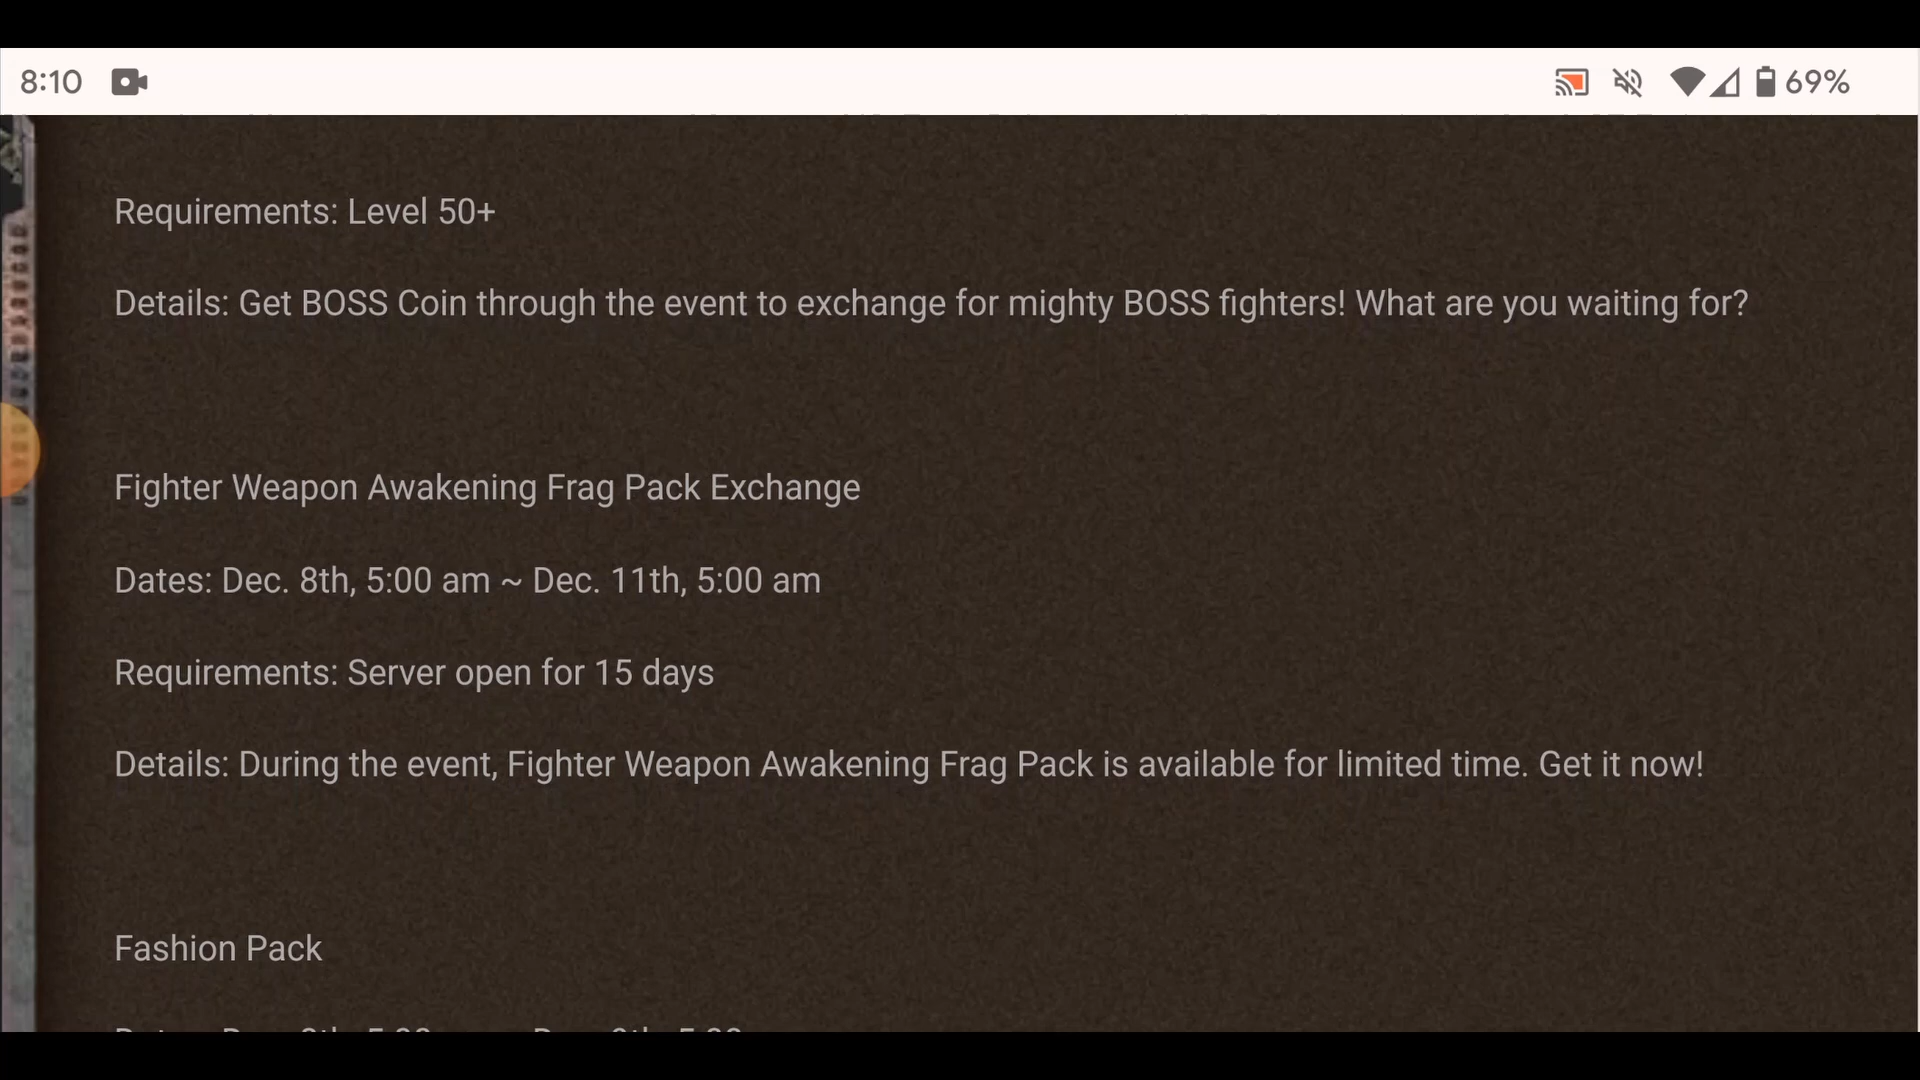 8:10
69%
Requirements: Level 50+
Details: Get BOSS Coin through the event to exchange for mighty BOSS fighters! What are you waiting for?
Fighter Weapon Awakening Frag Pack Exchange
Dates: Dec. 8th, 5:00 am ~ Dec. 11th, 5:00 am
Requirements: Server open for 15 days
Details: During the event, Fighter Weapon Awakening Frag Pack is available for limited time. Get it now!
Fashion Pack